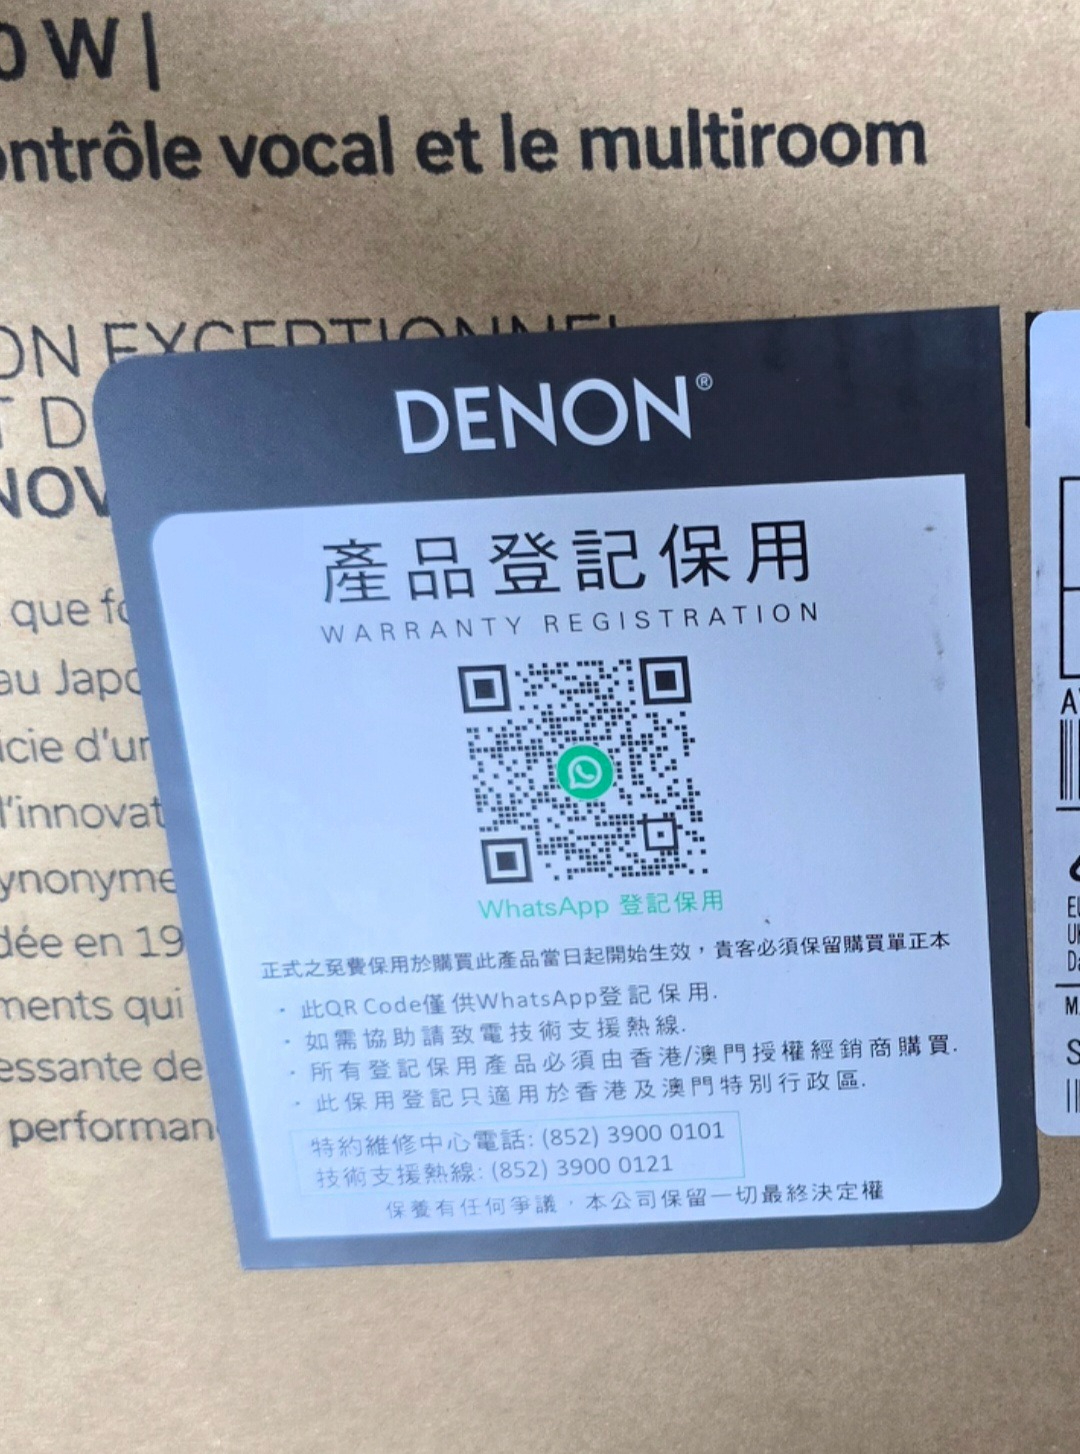 0 W |
ontrôle vocal et le multiroom
ON EXCEPTIONNEL
T D
NOV
DENON®
產品登記保用
WARRANTY REGISTRATION
que fo
au Japo
icie d'un
l'innovat
ynonyme
dée en 19
ments qui
essante de
performan
WhatsApp 登記保用
正式之免費保用於購買此產品當日起開始生效，貴客必須保留購買單正本
· 此QR Code僅供WhatsApp登記保用.
· 如需協助請致電技術支援熱線.
· 所有登記保用產品必須由香港/澳門授權經銷商購買.
· 此保用登記只適用於香港及澳門特別行政區.
特約維修中心電話: (852) 3900 0101
技術支援熱線: (852) 3900 0121
保養有任何爭議，本公司保留一切最終決定權
A
UK
Da
M
S